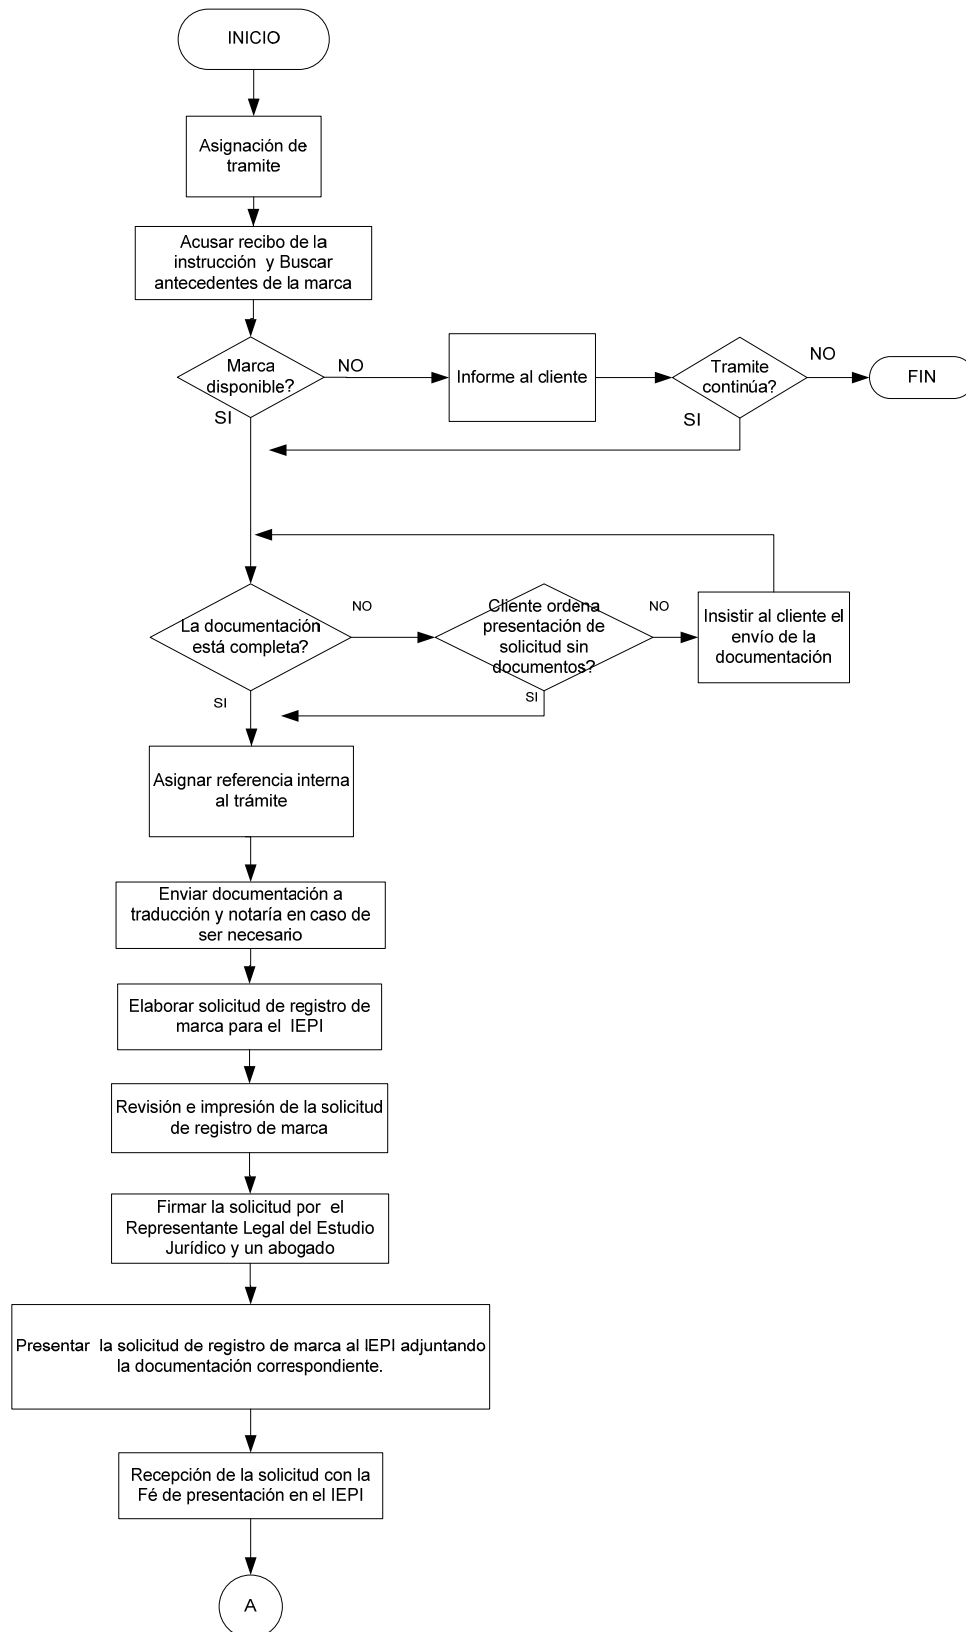 INICIO
Asignación de
tramite
Acusar recibo de la
instrucción y Buscar
antecedentes de la marca
Marca
disponible?
NO
SI
Informe al cliente
Tramite
continúa?
NO
SI
FIN
La documentación
está completa?
NO
SI
Cliente ordena
presentación de
solicitud sin
documentos?
NO
SI
Insistir al cliente el
envío de la
documentación
Asignar referencia interna
al trámite
Enviar documentación a
traducción y notaría en caso de
ser necesario
Elaborar solicitud de registro de
marca para el IEPI
Revisión e impresión de la solicitud
de registro de marca
Firmar la solicitud por el
Representante Legal del Estudio
Jurídico y un abogado
Presentar la solicitud de registro de marca al IEPI adjuntando
la documentación correspondiente.
Recepción de la solicitud con la
Fé de presentación en el IEPI
A